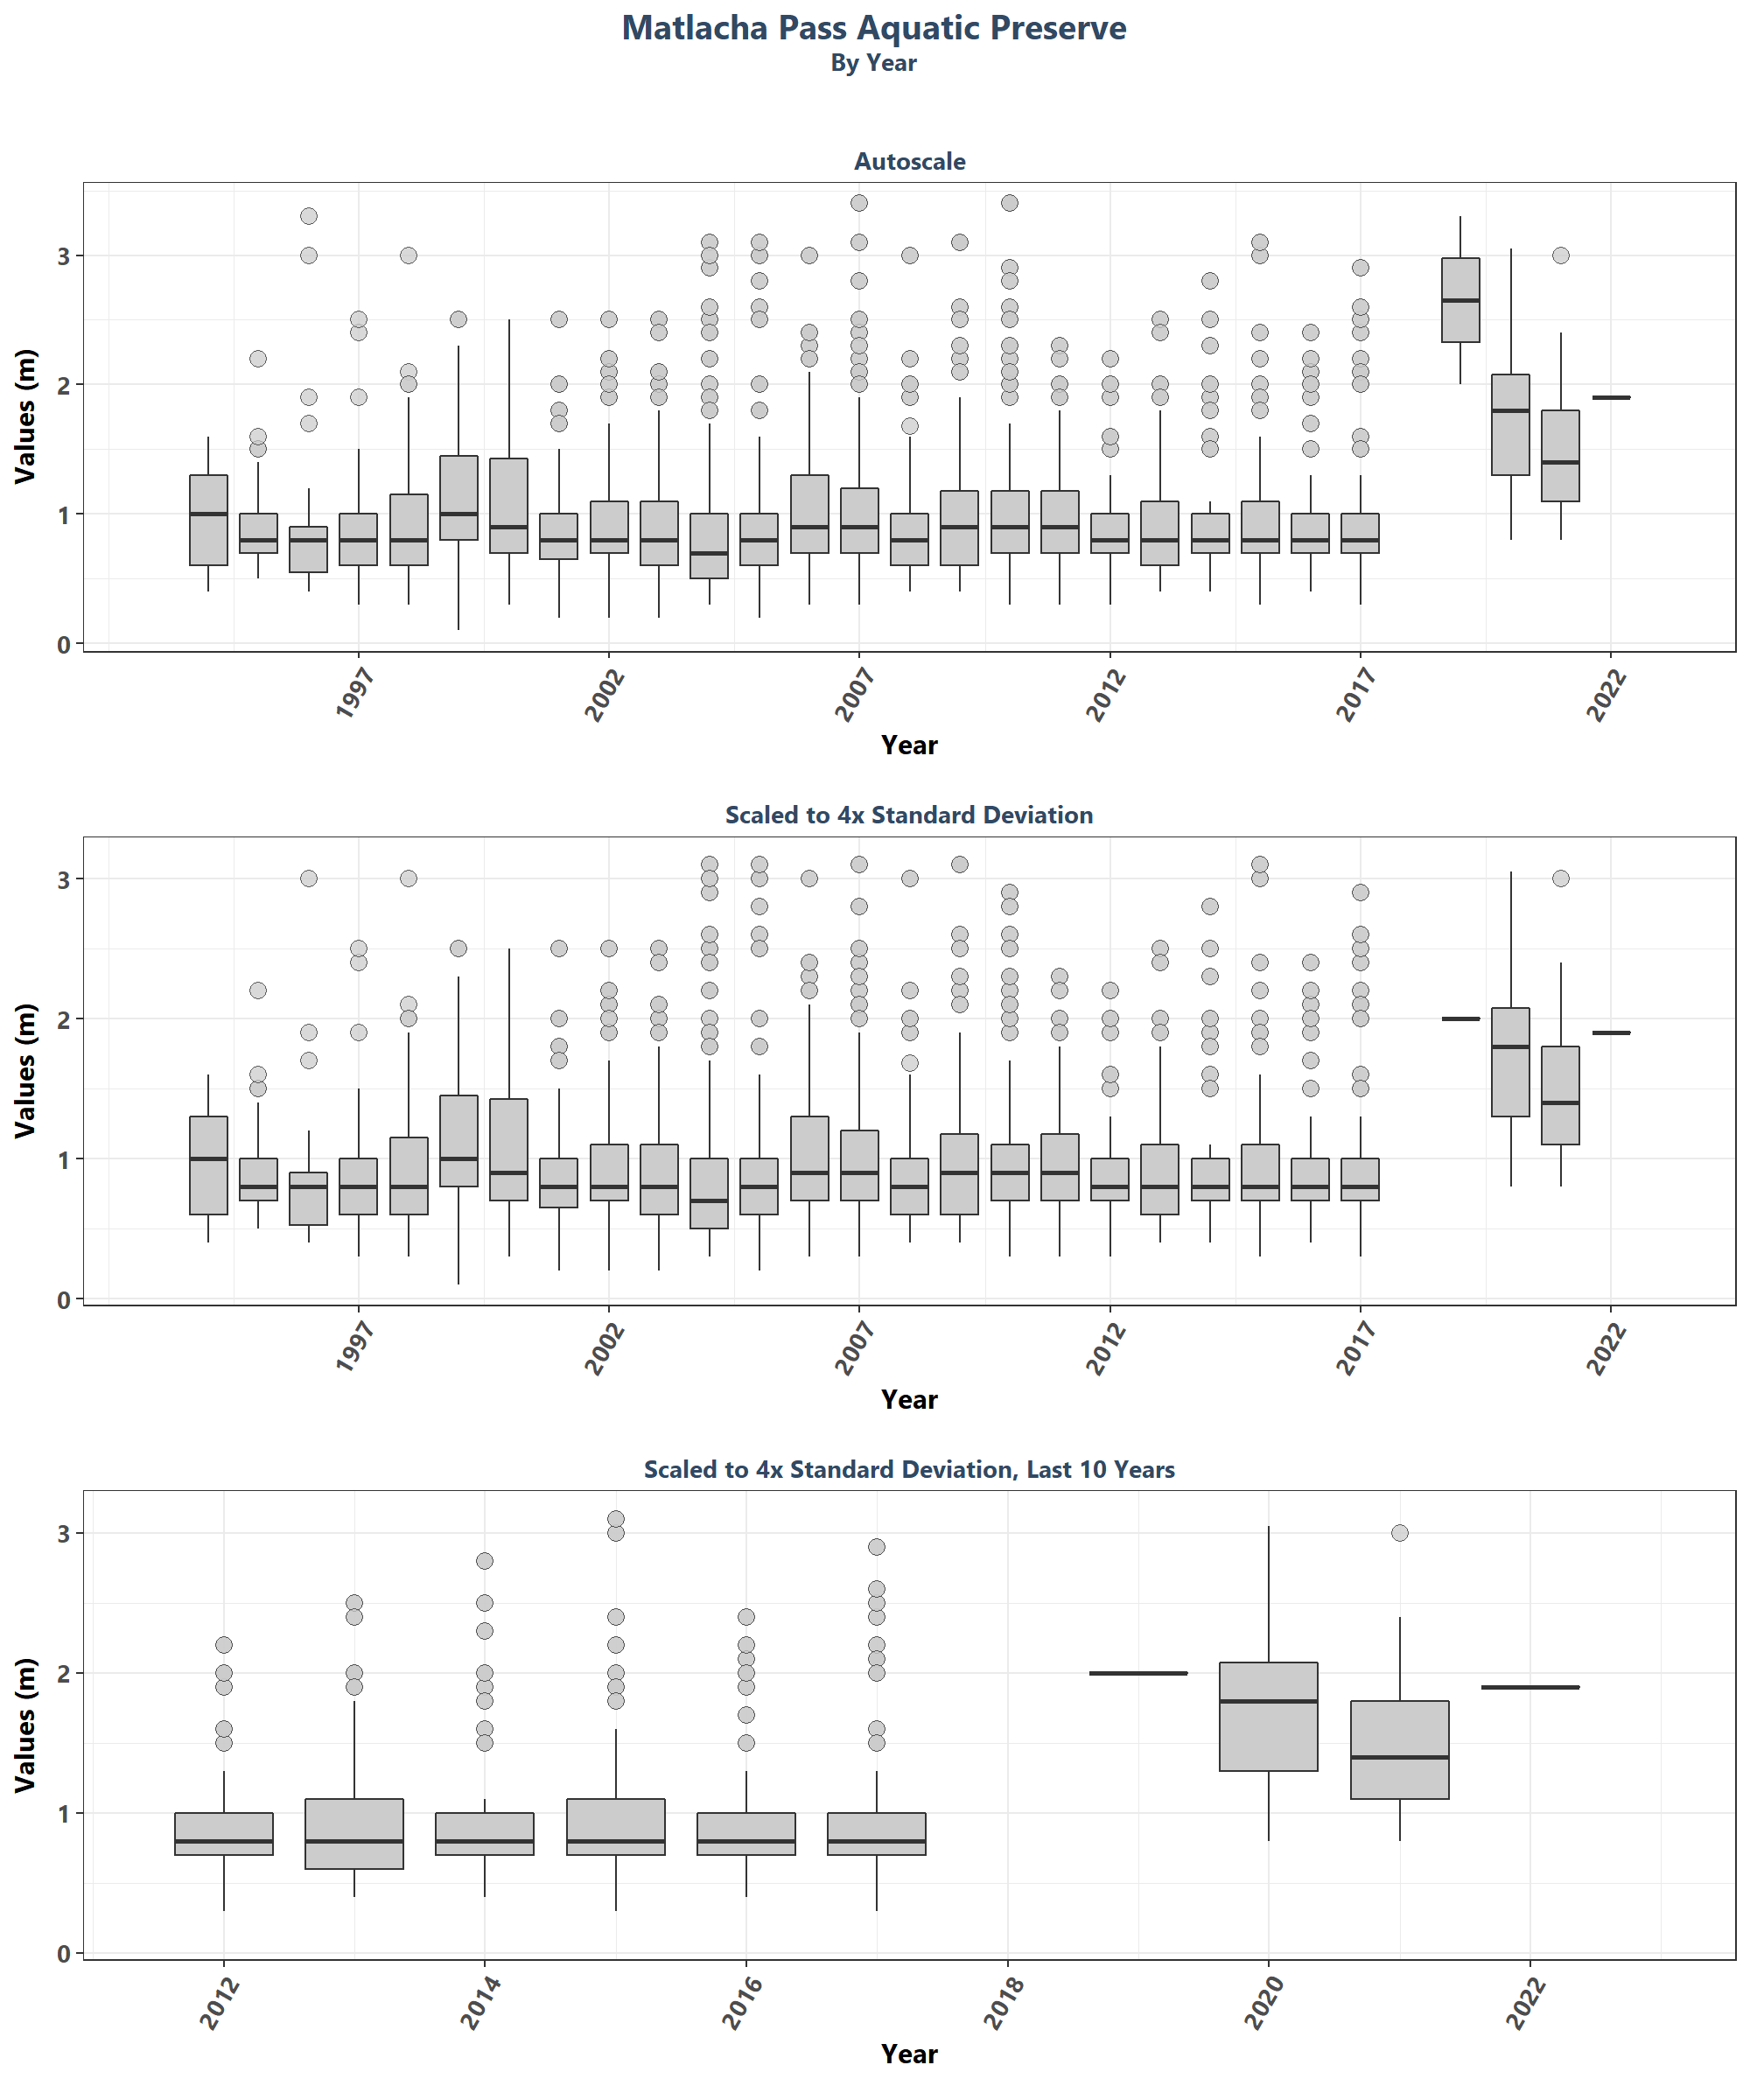 Matlacha Pass Aquatic Preserve
By Year
Autoscale
Values (m)
3
2
1
0
1997
2002
2007
2012
2017
2022
Year
Scaled to 4x Standard Deviation
Values (m)
3
2
1
0
1997
2002
2007
2012
2017
2022
Year
Scaled to 4x Standard Deviation, Last 10 Years
Values (m)
3
2
1
0
2012
2014
2016
2018
2020
2022
Year